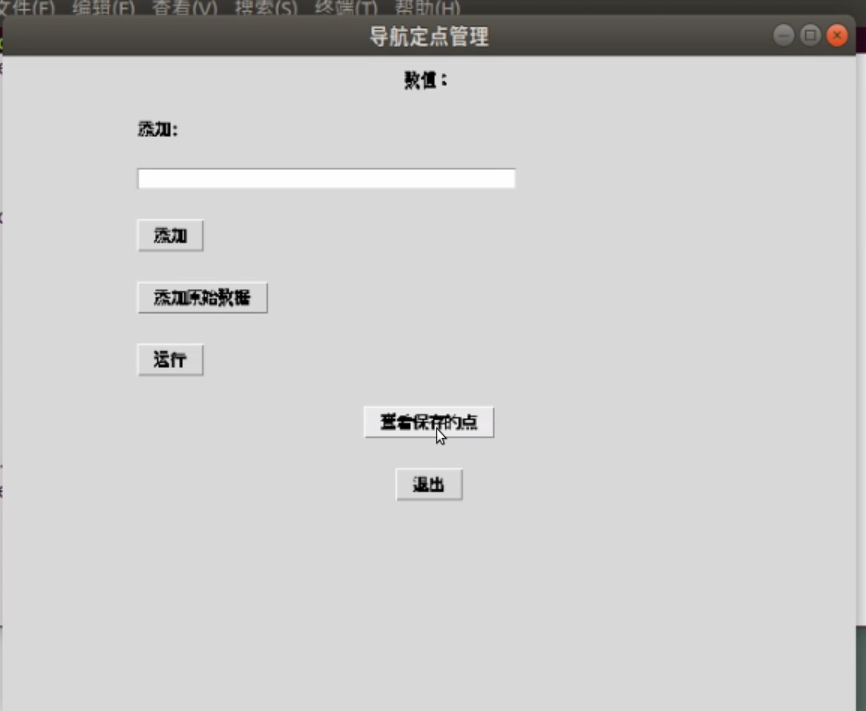 文件(F) 编辑(E) 查看(V) 搜索(S) 终端(T) 帮助(H)
导航定点管理
数值：
添加:
添加
添加原始数据
运行
查看保存的点
退出